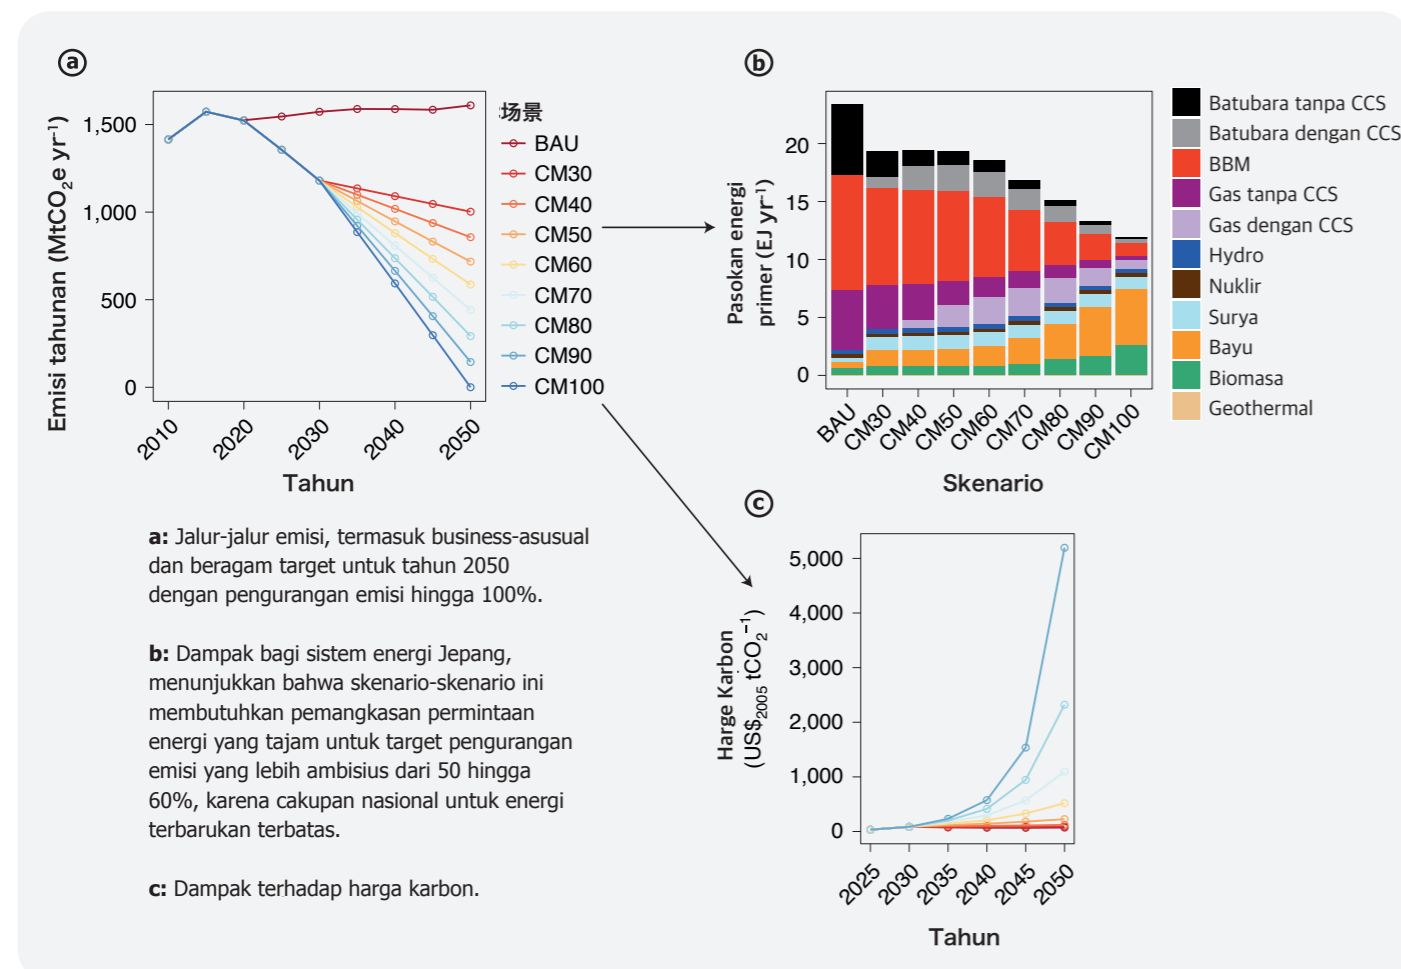 a
Emisi tahunan (MtCO2e yr-1)
1,500
1,000
500
0
2010
2020
2030
2040
2050
Tahun
场景
BAU
CM30
CM40
CM50
CM60
CM70
CM80
CM90
CM100
b
Pasokan energi
primer (EJ yr-1)
20
15
10
5
0
BAU
CM30
CM40
CM50
CM60
CM70
CM80
CM90
CM100
Skenario
Batubara tanpa CCS
Batubara dengan CCS
BBM
Gas tanpa CCS
Gas dengan CCS
Hydro
Nuklir
Surya
Bayu
Biomasa
Geothermal
a: Jalur-jalur emisi, termasuk business-asusual
dan beragam target untuk tahun 2050
dengan pengurangan emisi hingga 100%.
b: Dampak bagi sistem energi Jepang,
menunjukkan bahwa skenario-skenario ini
membutuhkan pemangkasan permintaan
energi yang tajam untuk target pengurangan
emisi yang lebih ambisius dari 50 hingga
60%, karena cakupan nasional untuk energi
terbarukan terbatas.
c: Dampak terhadap harga karbon.
c
Harge Karbon
(US$2005 tCO2−1)
5,000
4,000
3,000
2,000
1,000
0
2025
2030
2035
2040
2045
2050
Tahun